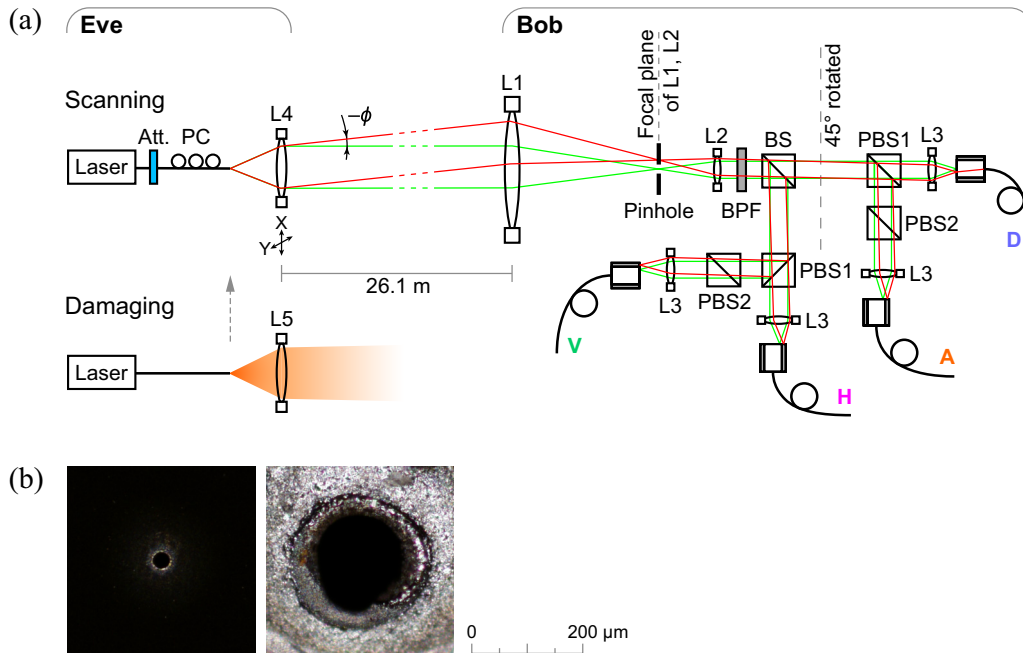 (a)
Eve
Bob
Scanning
Att.
PC
L4
−ϕ
L1
Focal plane
of L1, L2
L2
BS
45° rotated
PBS1
L3
Laser
X
Y
Pinhole
BPF
PBS2
D
26.1 m
PBS1
L3
L3
PBS2
L3
Damaging
L5
Laser
V
H
A
(b)
0
200 µm